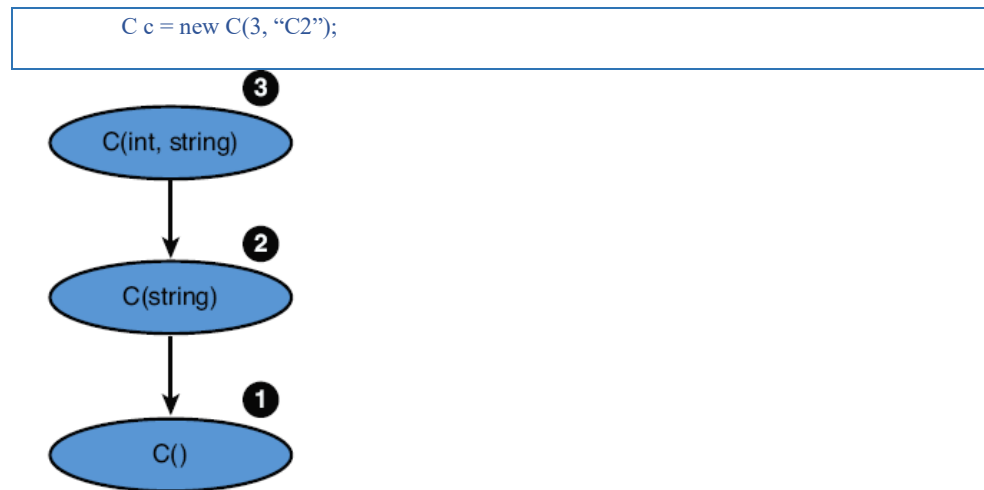 C c = new C(3, “C2”);
3
C(int, string)
2
C(string)
1
C()